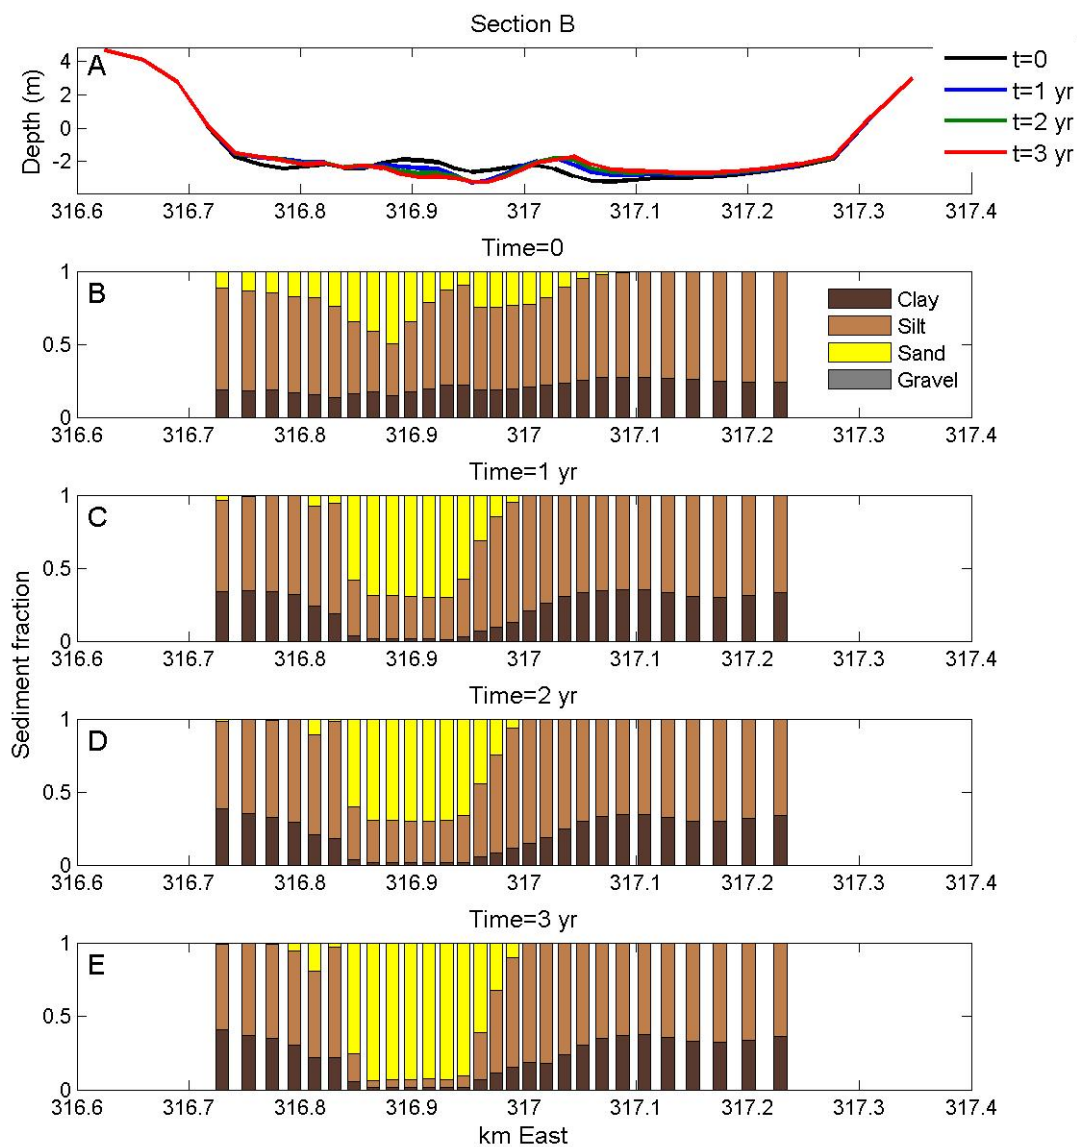 Section B
A
Depth (m)
4
2
0
-2
t=0
t=1 yr
t=2 yr
t=3 yr
316.6 316.7 316.8 316.9 317 317.1 317.2 317.3 317.4
Time=0
B
1
0.5
0
Clay
Silt
Sand
Gravel
316.6 316.7 316.8 316.9 317 317.1 317.2 317.3 317.4
Time=1 yr
C
1
0.5
0
316.6 316.7 316.8 316.9 317 317.1 317.2 317.3 317.4
Sediment fraction
Time=2 yr
D
1
0.5
0
316.6 316.7 316.8 316.9 317 317.1 317.2 317.3 317.4
Time=3 yr
E
1
0.5
0
316.6 316.7 316.8 316.9 317 317.1 317.2 317.3 317.4
km East